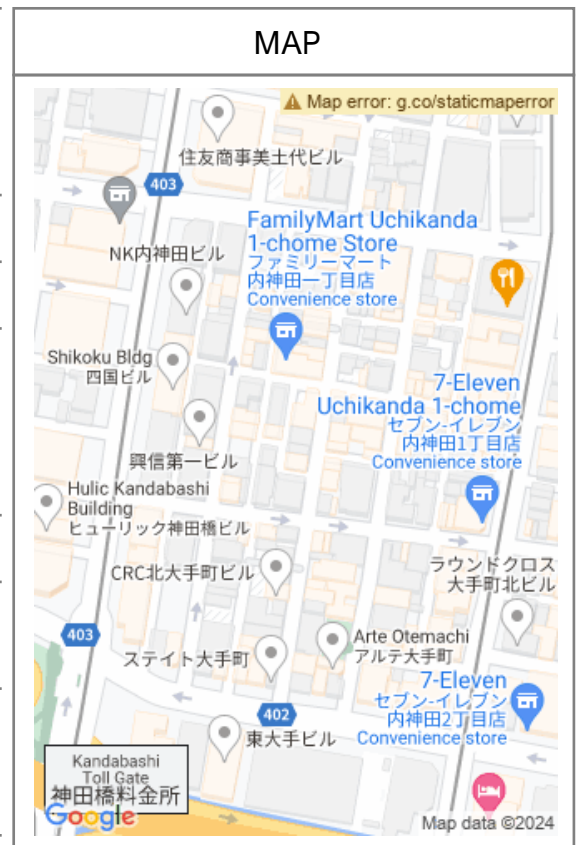 MAP
Map error: g.co/staticmaperror
住友商事美土代ビル
403
FamilyMart Uchikanda
1-chome Store
ファミリーマート
内神田一丁目店
Convenience store
NK内神田ビル
Shikoku Bldg
四国ビル
7-Eleven
Uchikanda 1-chome
セブン-イレブン
内神田1丁目店
Convenience store
興信第一ビル
Hulic Kandabashi
Building
ヒューリック神田橋ビル
CRC北大手町ビル
ラウンドクロス
大手町北ビル
403
Arte Otemachi
アルテ大手町
ステイト大手町
7-Eleven
セブン-イレブン
内神田2丁目店
Convenience store
402
東大手ビル
Kandabashi
Toll Gate
神田橋料金所
Google
Map data ©2024